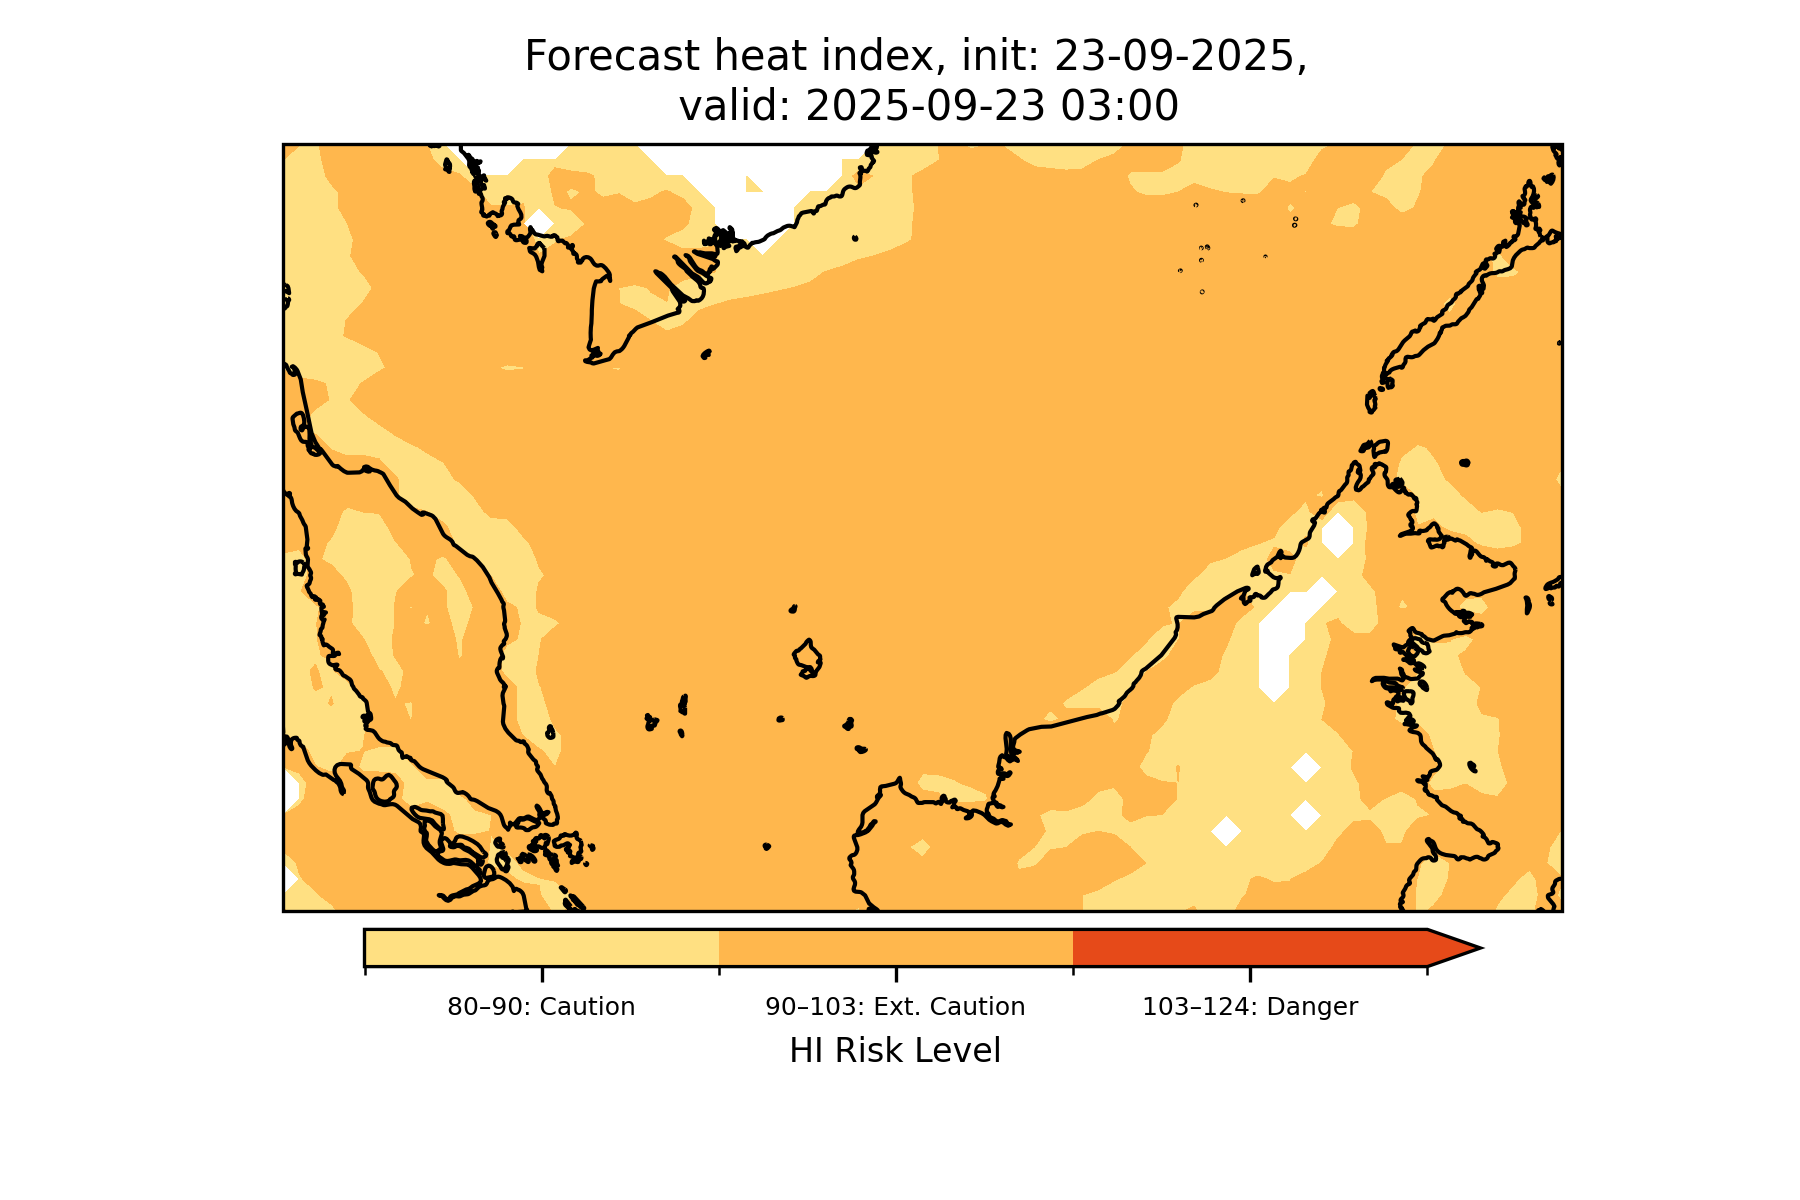 Forecast heat index, init: 23-09-2025,
valid: 2025-09-23 03:00
80–90: Caution
90–103: Ext. Caution
103–124: Danger
HI Risk Level